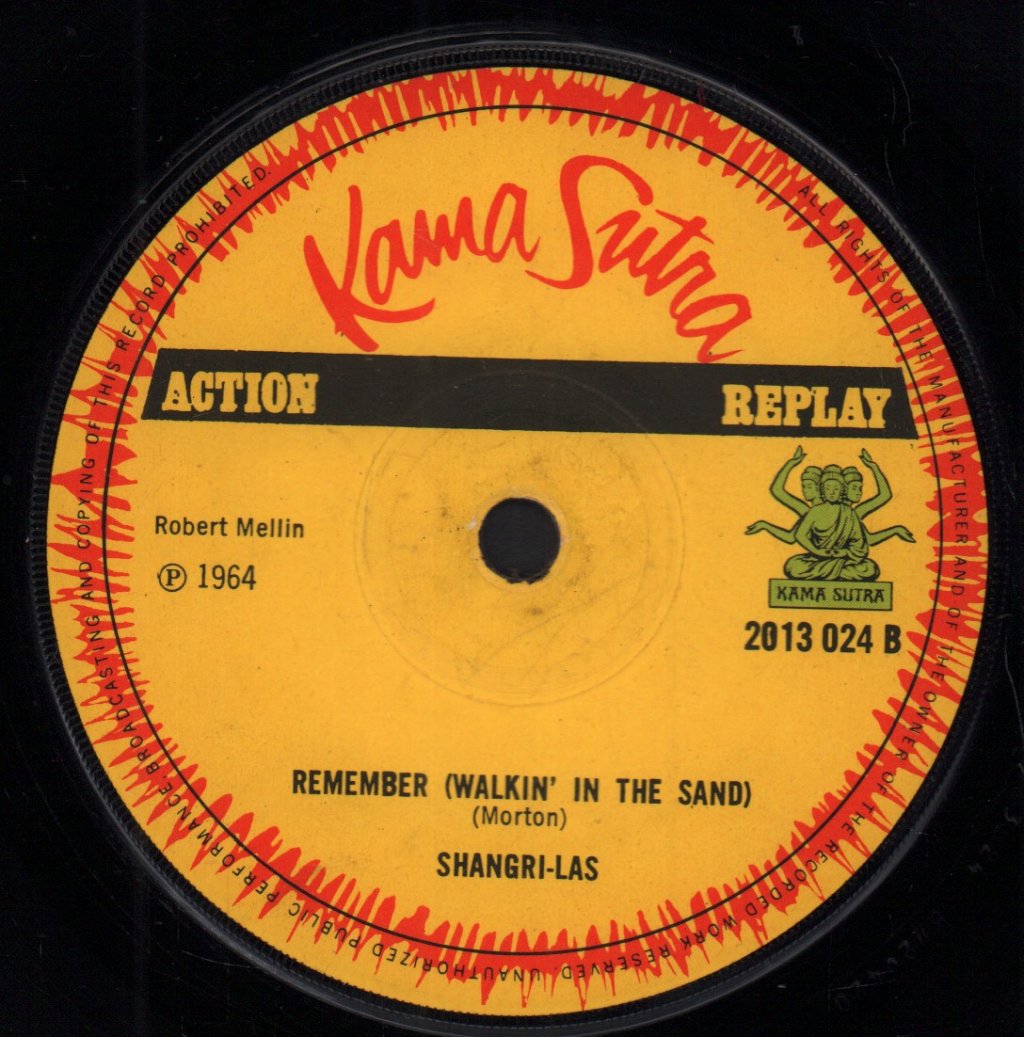 Kama Sutra
ACTION REPLAY
Robert Mellin
Ⓟ 1964
KAMA SUTRA
2013 024 B
REMEMBER (WALKIN' IN THE SAND)
(Morton)
SHANGRI-LAS
ALL RIGHTS OF THE MANUFACTURER AND OF THE OWNER OF THE RECORDED WORK RESERVED. UNAUTHORIZED PUBLIC PERFORMANCE, BROADCASTING AND COPYING OF THIS RECORD PROHIBITED.